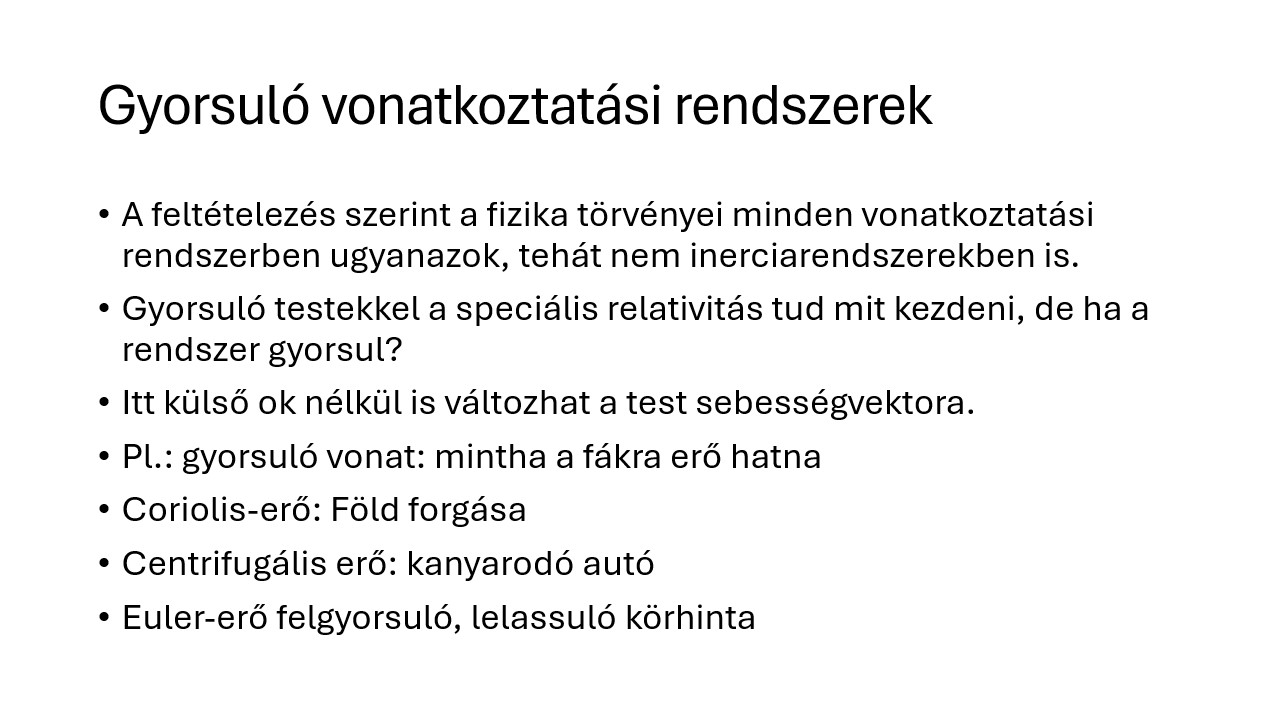 Gyorsuló vonatkoztatási rendszerek
• A feltételezés szerint a fizika törvényei minden vonatkoztatási
rendszerben ugyanazok, tehát nem inerciarendszerekben is.
• Gyorsuló testekkel a speciális relativitás tud mit kezdeni, de ha a
rendszer gyorsul?
• Itt külső ok nélkül is változhat a test sebességvektora.
• Pl.: gyorsuló vonat: mintha a fákra erő hatna
• Coriolis-erő: Föld forgása
• Centrifugális erő: kanyarodó autó
• Euler-erő felgyorsuló, lelassuló körhinta